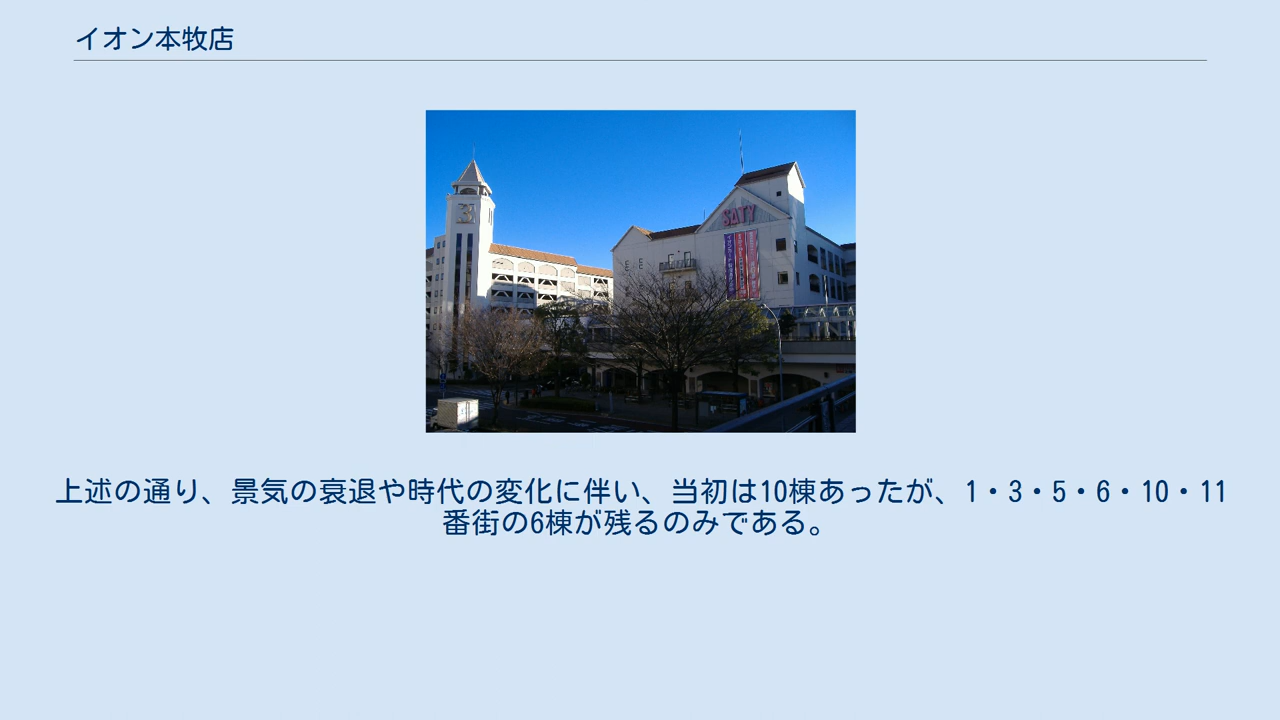 イオン本牧店
SATY
上述の通り、景気の衰退や時代の変化に伴い、当初は10棟あったが、1・3・5・6・10・11
番街の6棟が残るのみである。